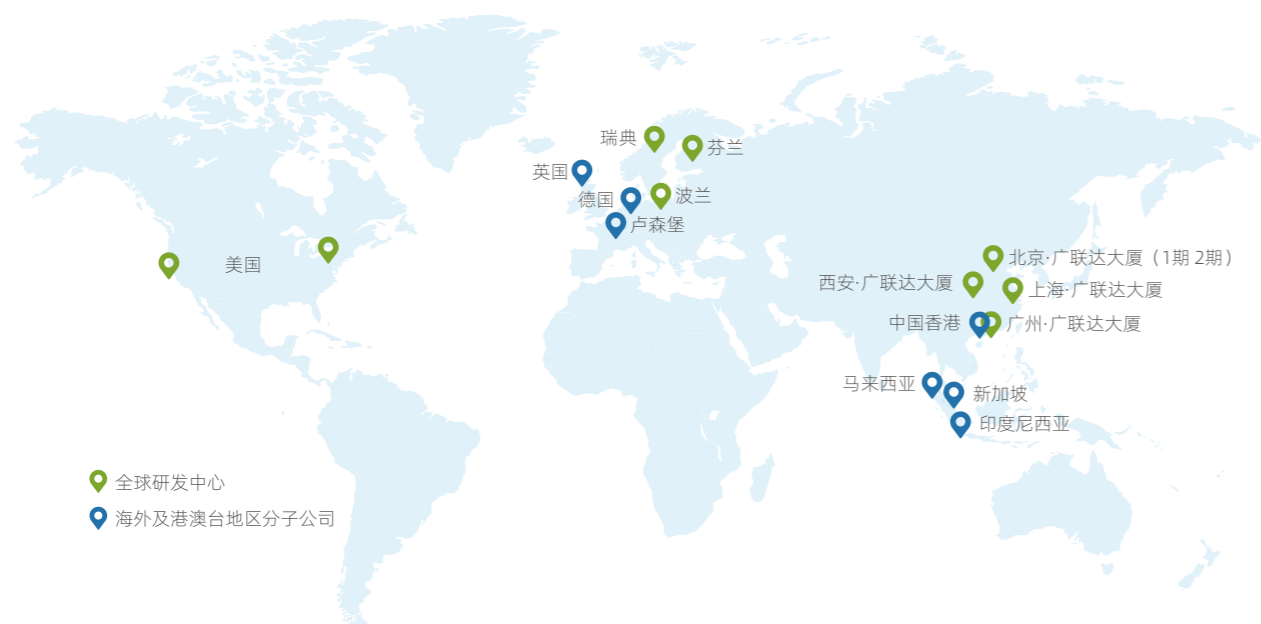 瑞典
芬兰
英国
德国
波兰
卢森堡
美国
北京·广联达大厦（1期 2期）
西安·广联达大厦
上海·广联达大厦
中国香港
广州·广联达大厦
马来西亚
新加坡
印度尼西亚
全球研发中心
海外及港澳台地区分子公司